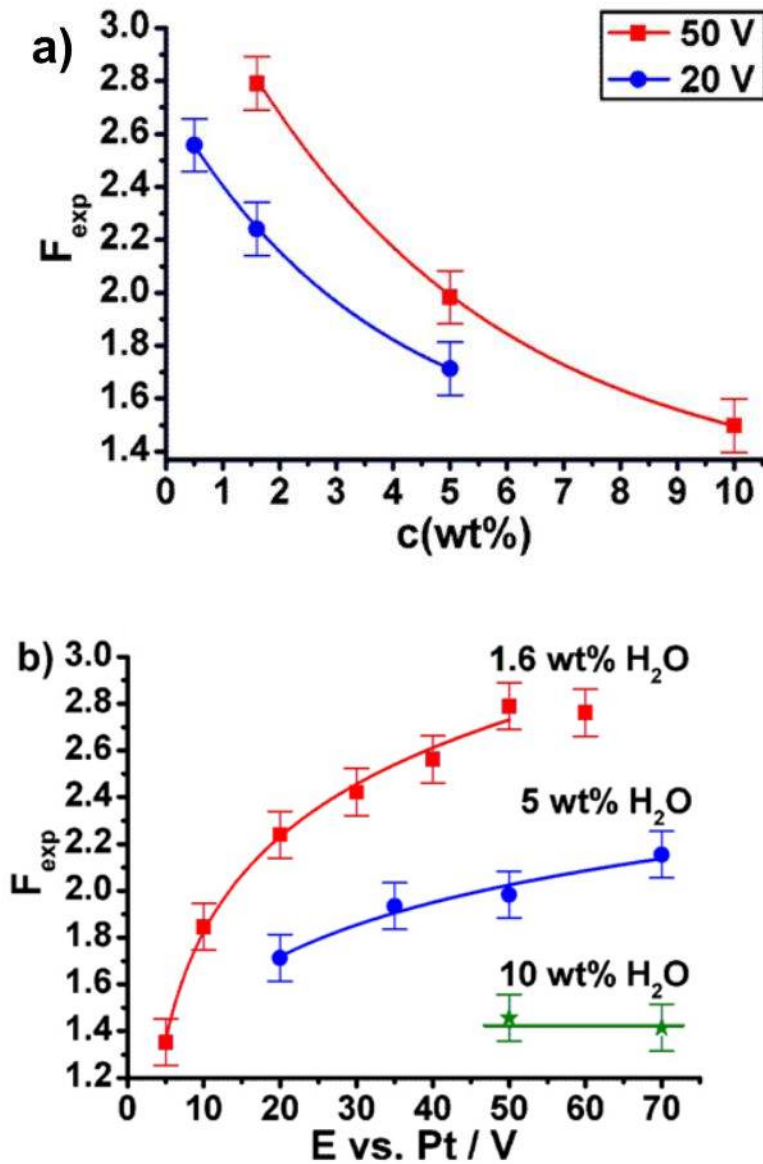 a)
3.0
2.8
2.6
2.4
2.2
2.0
1.8
1.6
1.4
F_exp
50 V
20 V
0 1 2 3 4 5 6 7 8 9 10
c(wt%)
b)
3.0
2.8
2.6
2.4
2.2
2.0
1.8
1.6
1.4
1.2
F_exp
1.6 wt% H₂O
5 wt% H₂O
10 wt% H₂O
0 10 20 30 40 50 60 70
E vs. Pt / V